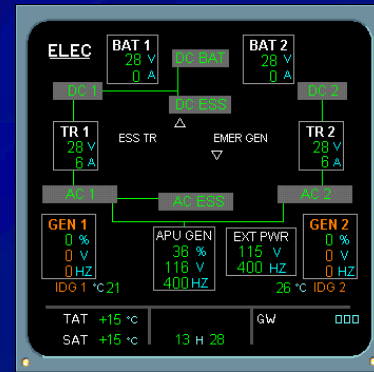 ELEC
BAT 1
28 V
0 A
DC BAT
BAT 2
28 V
0 A
DC 1
DC ESS
DC 2
TR 1
28 V
6 A
ESS TR
EMER GEN
TR 2
28 V
6 A
AC 1
AC ESS
AC 2
GEN 1
0 %
0 V
0 HZ
APU GEN
36 %
116 V
400 HZ
EXT PWR
115 V
400 HZ
GEN 2
0 %
0 V
0 HZ
IDG 1 °C 21
26 °C IDG 2
TAT +15 °C
GW
SAT +15 °C
13 H 28